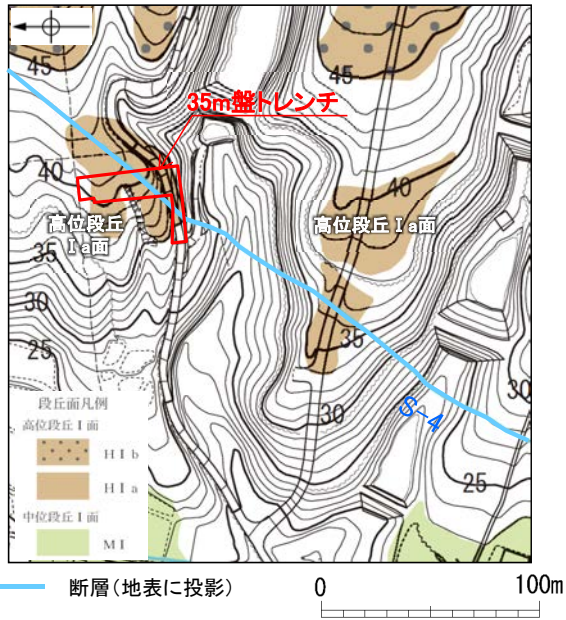 45
45
35m盤トレンチ
40
40
高位段丘
Ⅰa面
高位段丘Ⅰa面
35
30
25
35
30
30
S-4
25
段丘面凡例
高位段丘Ⅰ面
HⅠb
HⅠa
中位段丘Ⅰ面
MⅠ
断層(地表に投影)
0 100m